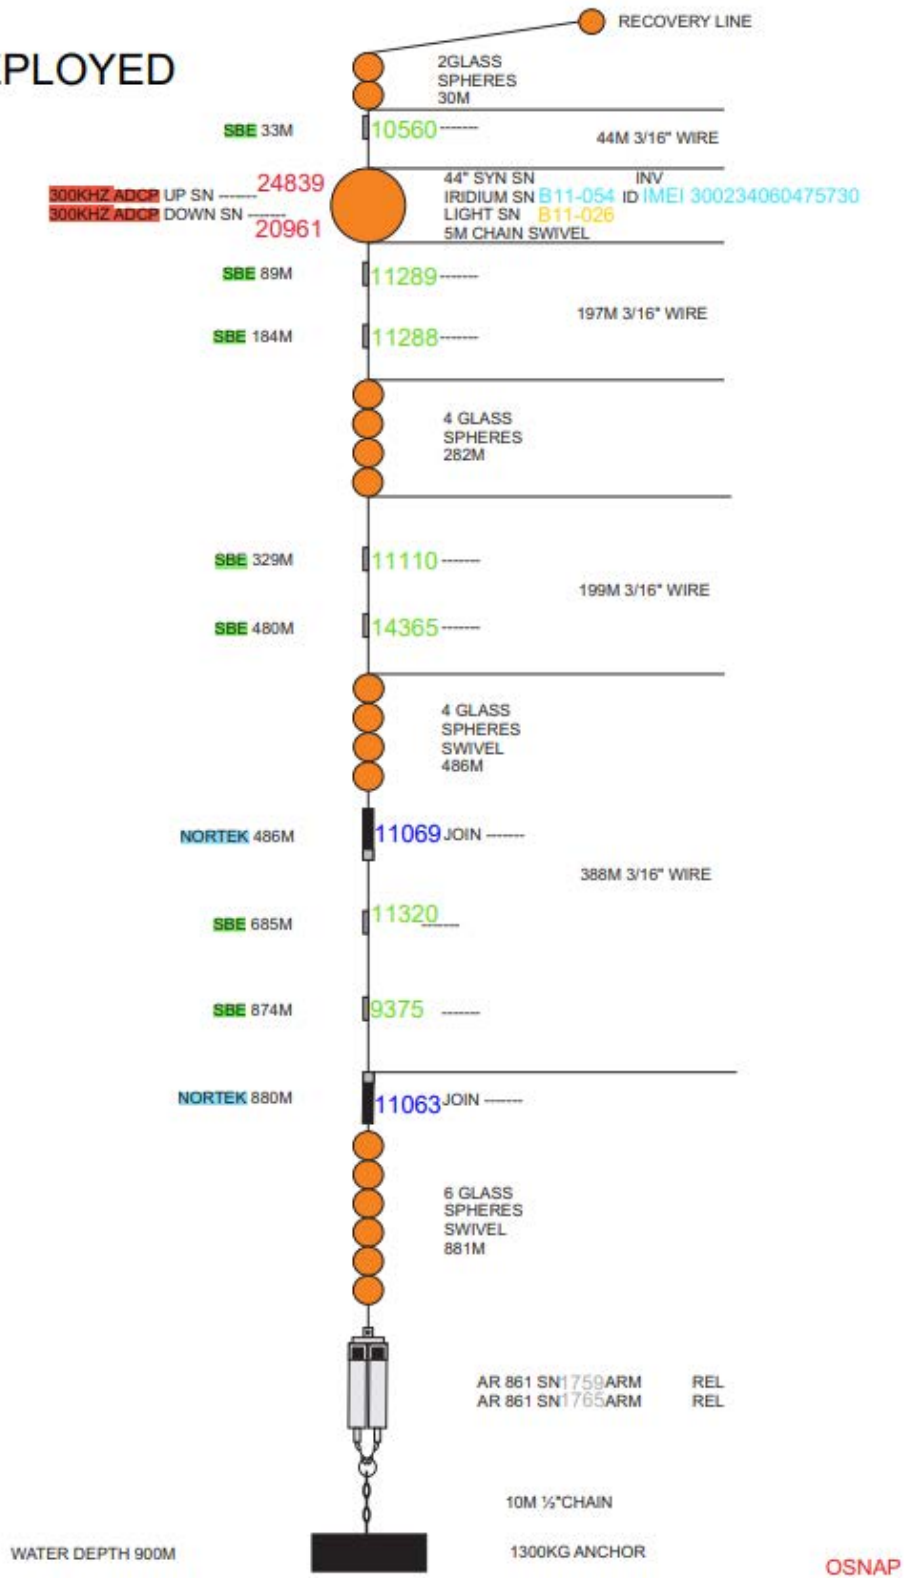 RECOVERY LINE
EPLOYED
2GLASS
SPHERES
30M
SBE 33M
10560 -------
44M 3/16" WIRE
300KHZ ADCP UP SN ------- 24839
300KHZ ADCP DOWN SN ------- 20961
44" SYN SN INV
IRIDIUM SN B11-054 ID IMEI 300234060475730
LIGHT SN B11-026
5M CHAIN SWIVEL
SBE 89M
11289 -------
197M 3/16" WIRE
SBE 184M
11288 -------
4 GLASS
SPHERES
282M
SBE 329M
11110 -------
199M 3/16" WIRE
SBE 480M
14365 -------
4 GLASS
SPHERES
SWIVEL
486M
NORTEK 486M
11069 JOIN -------
388M 3/16" WIRE
SBE 685M
11320 -------
SBE 874M
9375 -------
NORTEK 880M
11063 JOIN -------
6 GLASS
SPHERES
SWIVEL
881M
AR 861 SN 1759 ARM REL
AR 861 SN 1765 ARM REL
10M ½"CHAIN
WATER DEPTH 900M
1300KG ANCHOR
OSNAP